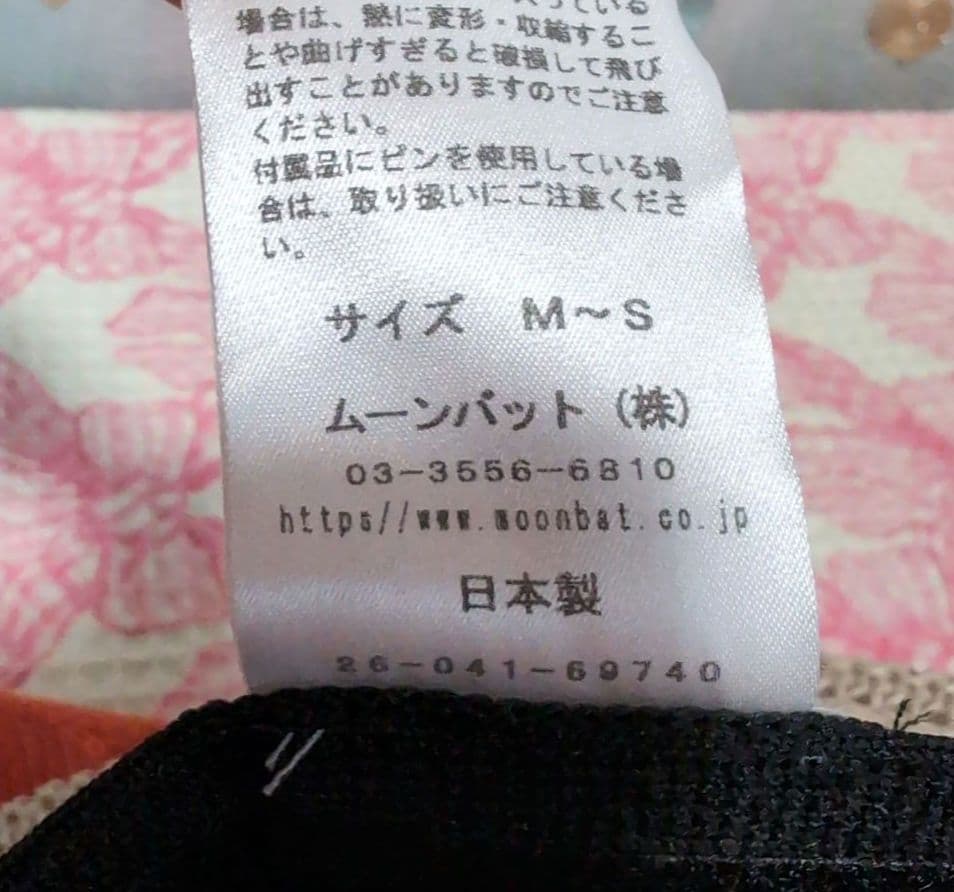 っている
場合は、熱に変形・収縮するこ
とや曲げすぎると破損して飛び
出すことがありますのでご注意
ください。
付属品にピンを使用している場
合は、取り扱いにご注意くださ
い。
サイズ M～S
ムーンバット（株）
03-3556-6810
https//www.moonbat.co.jp
日本製
26-041-69740